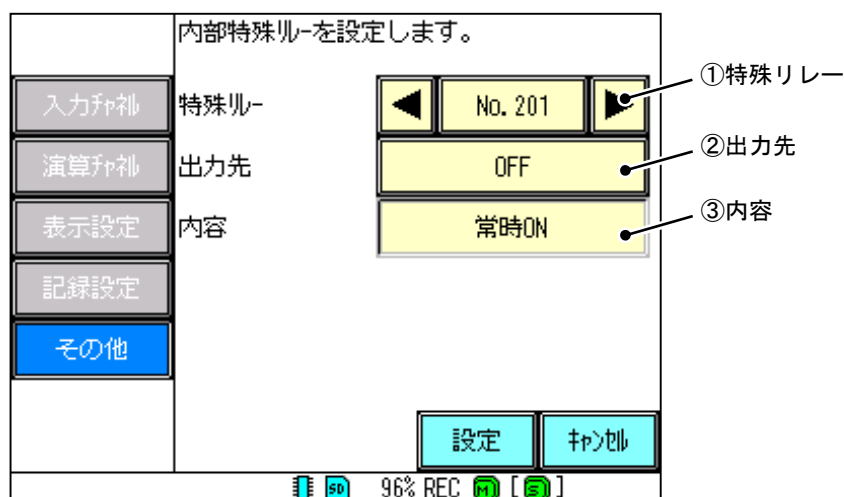 内部特殊ﾘﾚｰを設定します。
入力ﾁｬﾈﾙ
特殊ﾘﾚｰ
No. 201
①特殊リレー
演算ﾁｬﾈﾙ
出力先
OFF
②出力先
表示設定
内容
常時ON
③内容
記録設定
その他
設定
ｷｬﾝｾﾙ
SD 96% REC M [ S ]